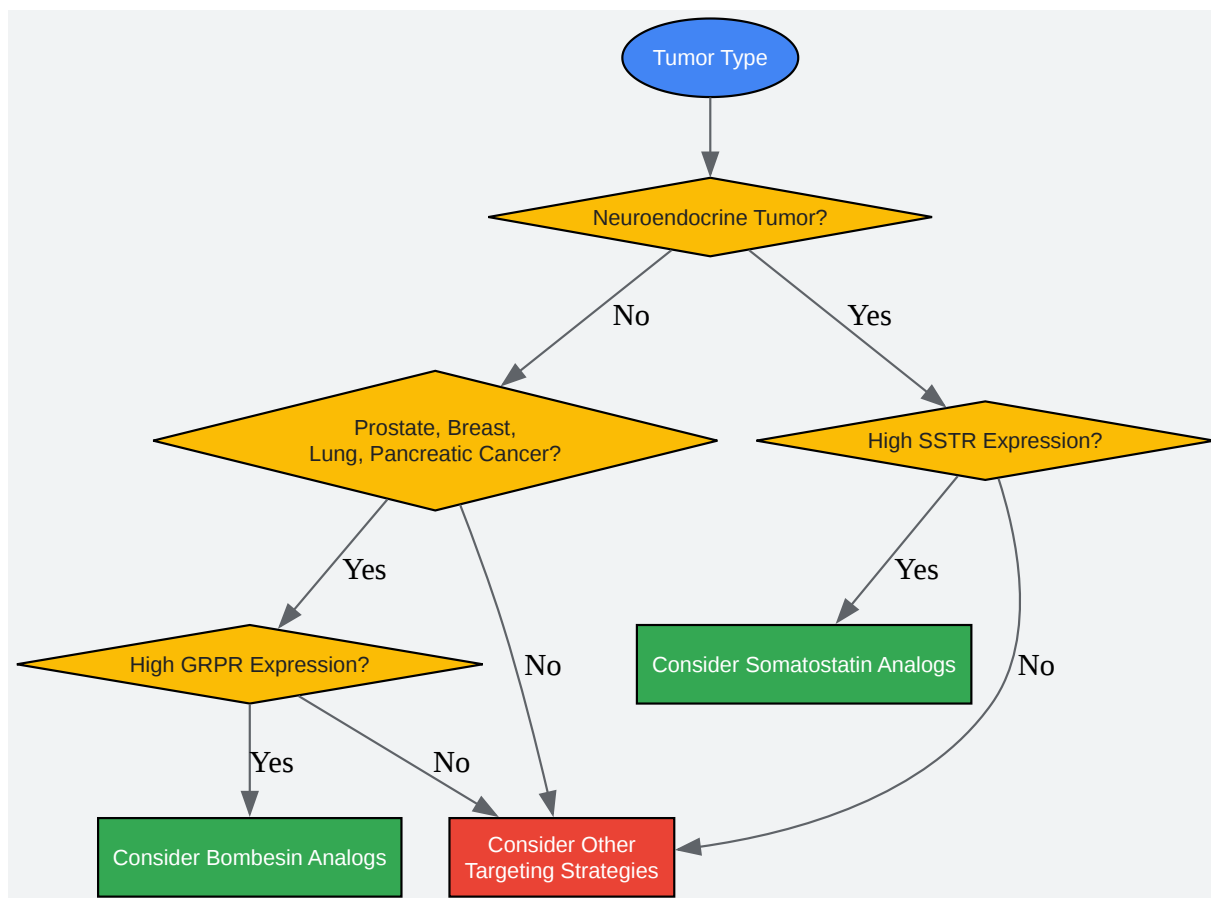 Tumor Type
Neuroendocrine Tumor?
No
Yes
Prostate, Breast,
Lung, Pancreatic Cancer?
High SSTR Expression?
Yes
Yes
High GRPR Expression?
Consider Somatostatin Analogs
No
No
Yes
No
Consider Bombesin Analogs
Consider Other
Targeting Strategies